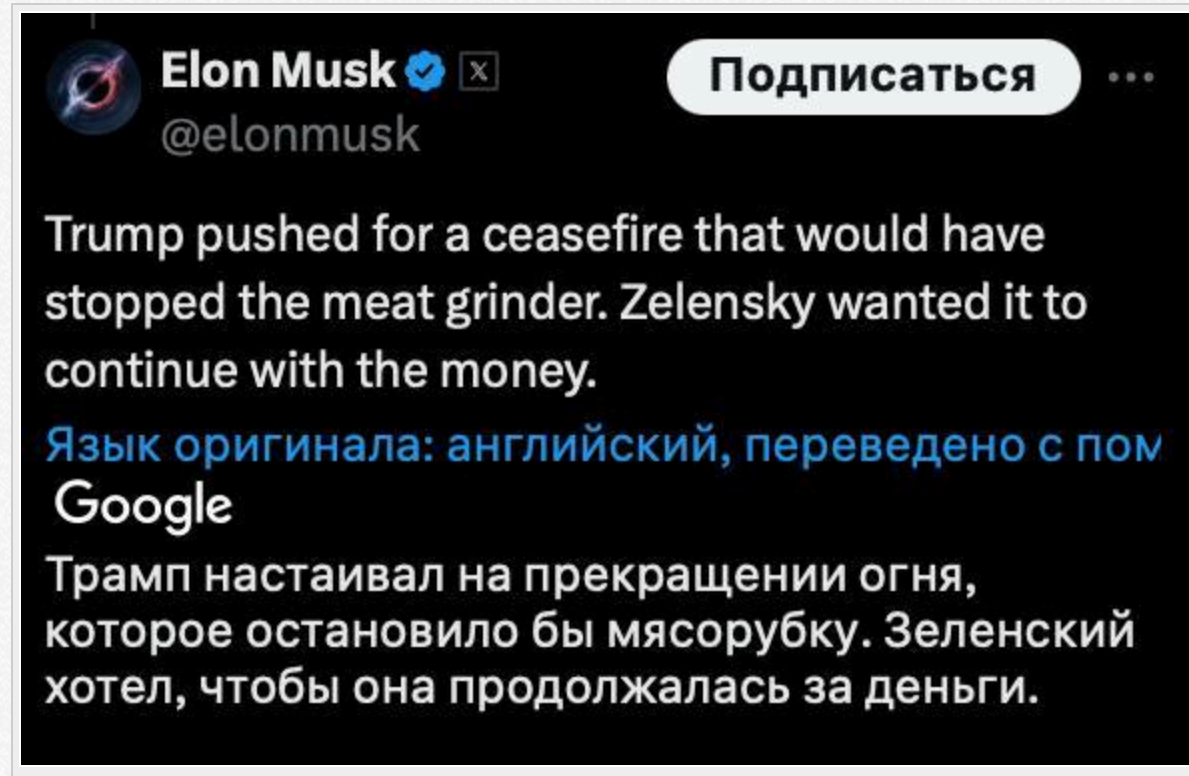 Elon Musk
Подписаться
@elonmusk
Trump pushed for a ceasefire that would have
stopped the meat grinder. Zelensky wanted it to
continue with the money.
Язык оригинала: английский, переведено с пом
Google
Трамп настаивал на прекращении огня,
которое остановило бы мясорубку. Зеленский
хотел, чтобы она продолжалась за деньги.